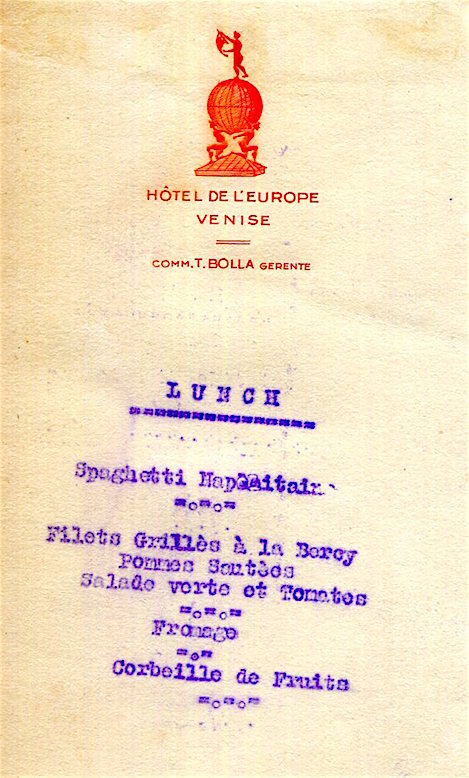 HÔTEL DE L'EUROPE
VENISE
COMM. T. BOLLA GERENTE
LUNCH
Spaghetti Napolitain
=o=o=
Filets Grillès à la Bercy
Pommes Sautèes
Salade verte et Tomates
=o=o=
Fromage
=o=
Corbeille de Fruits
=o=o=